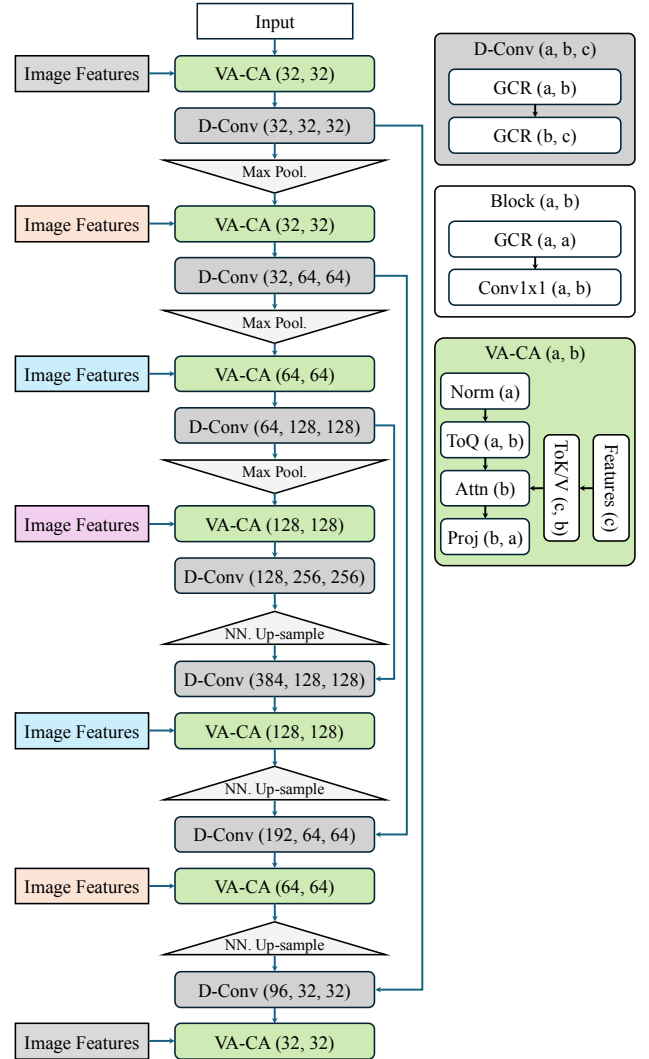 Input
Image Features
VA-CA (32, 32)
D-Conv (32, 32, 32)
Max Pool.
Image Features
VA-CA (32, 32)
D-Conv (32, 64, 64)
Max Pool.
Image Features
VA-CA (64, 64)
D-Conv (64, 128, 128)
Max Pool.
Image Features
VA-CA (128, 128)
D-Conv (128, 256, 256)
NN. Up-sample
D-Conv (384, 128, 128)
Image Features
VA-CA (128, 128)
NN. Up-sample
D-Conv (192, 64, 64)
Image Features
VA-CA (64, 64)
NN. Up-sample
D-Conv (96, 32, 32)
Image Features
VA-CA (32, 32)
D-Conv (a, b, c)
GCR (a, b)
GCR (b, c)
Block (a, b)
GCR (a, a)
Conv1x1 (a, b)
VA-CA (a, b)
Norm (a)
ToQ (a, b)
Attn (b)
Proj (b, a)
ToK/V (c, b)
Features (c)